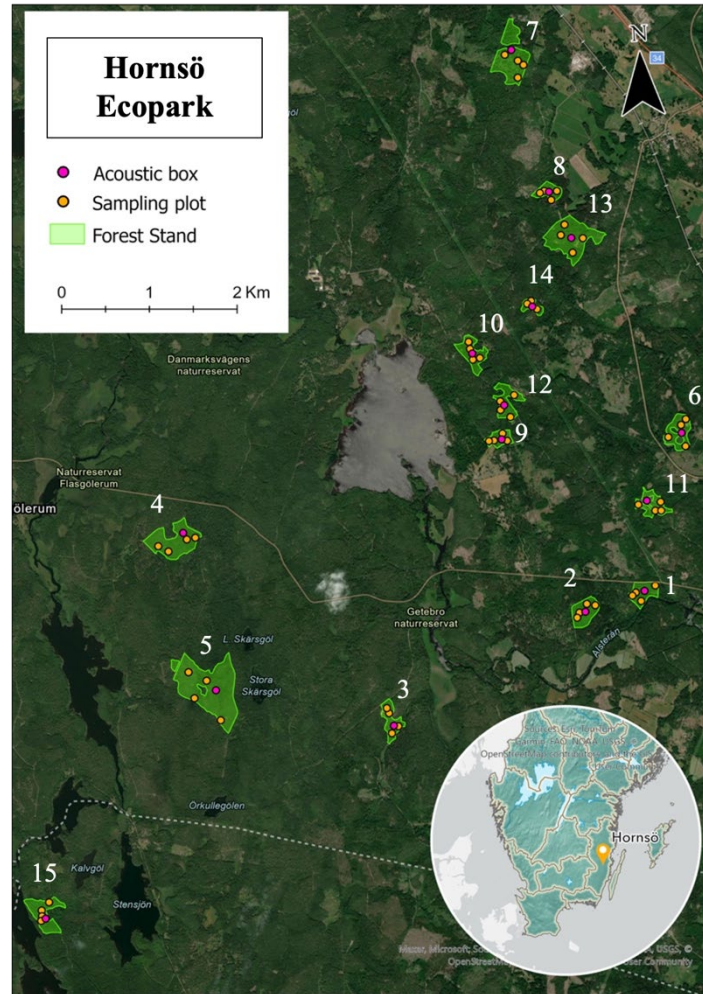 Hornsö
Ecopark
Acoustic box
Sampling plot
Forest Stand
0 1 2 Km
N
34
7
8
13
14
10
Danmarksvägens
naturreservat
12
6
9
Naturreservat
Flasgölerum
ölerum
11
4
2
1
Getebro
naturreservat
Alsterån
5
L. Skärsgöl
Stora
Skärsgöl
3
Örkullegölen
Hornsö
15
Kalvgöl
Stensjön